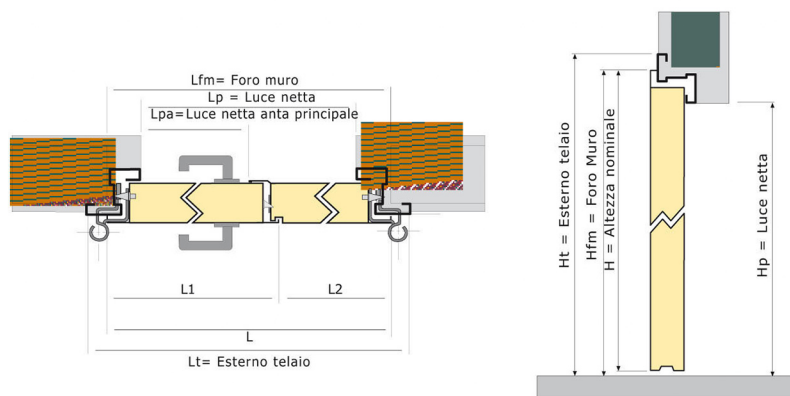 Lfm= Foro muro
Lp = Luce netta
Lpa=Luce netta anta principale
L1
L2
L
Lt= Esterno telaio
Ht = Esterno telaio
Hfm = Foro Muro
H = Altezza nominale
Hp = Luce netta